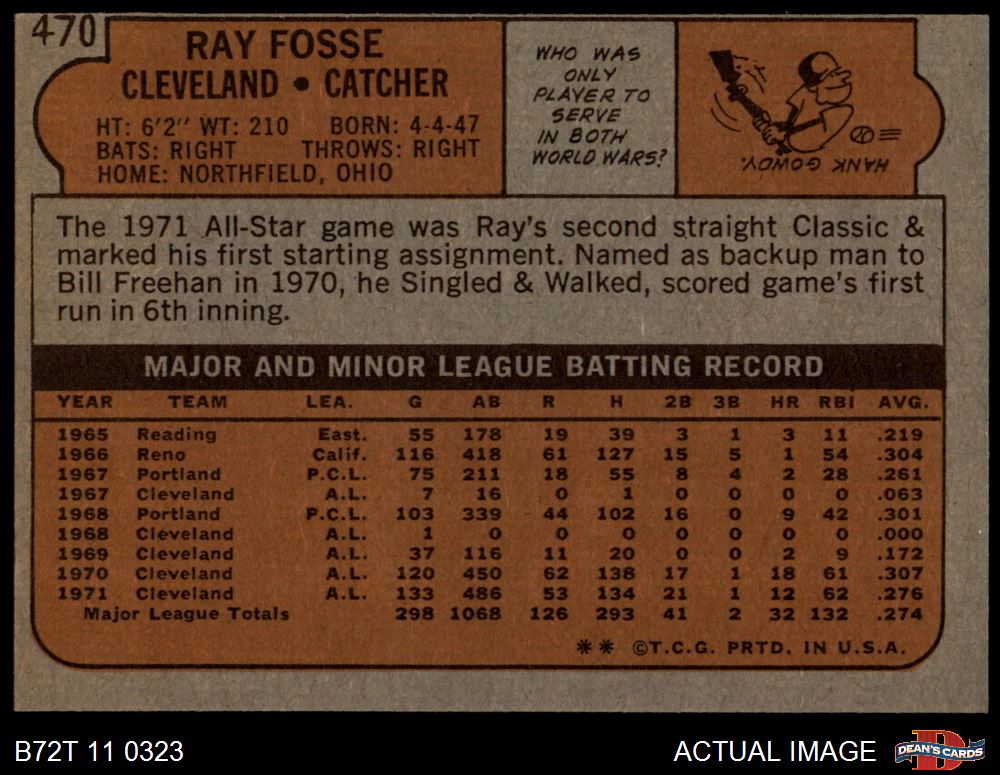 470
RAY FOSSE
CLEVELAND • CATCHER
HT: 6'2" WT: 210 BORN: 4-4-47
BATS: RIGHT THROWS: RIGHT
HOME: NORTHFIELD, OHIO
WHO WAS
ONLY
PLAYER TO
SERVE
IN BOTH
WORLD WARS?
HANK GOWDY.
The 1971 All-Star game was Ray's second straight Classic &
marked his first starting assignment. Named as backup man to
Bill Freehan in 1970, he Singled & Walked, scored game's first
run in 6th inning.
MAJOR AND MINOR LEAGUE BATTING RECORD
YEAR TEAM LEA. G AB R H 2B 3B HR RBI AVG.
1965 Reading East. 55 178 19 39 3 1 3 11 .219
1966 Reno Calif. 116 418 61 127 15 5 1 54 .304
1967 Portland P.C.L. 75 211 18 55 8 4 2 28 .261
1967 Cleveland A.L. 7 16 0 1 0 0 0 0 .063
1968 Portland P.C.L. 103 339 44 102 16 0 9 42 .301
1968 Cleveland A.L. 1 0 0 0 0 0 0 0 .000
1969 Cleveland A.L. 37 116 11 20 0 0 2 9 .172
1970 Cleveland A.L. 120 450 62 138 17 1 18 61 .307
1971 Cleveland A.L. 133 486 53 134 21 1 12 62 .276
Major League Totals 298 1068 126 293 41 2 32 132 .274
** ©T.C.G. PRTD. IN U.S.A.
B72T 11 0323
ACTUAL IMAGE
D
DEAN'S CARDS